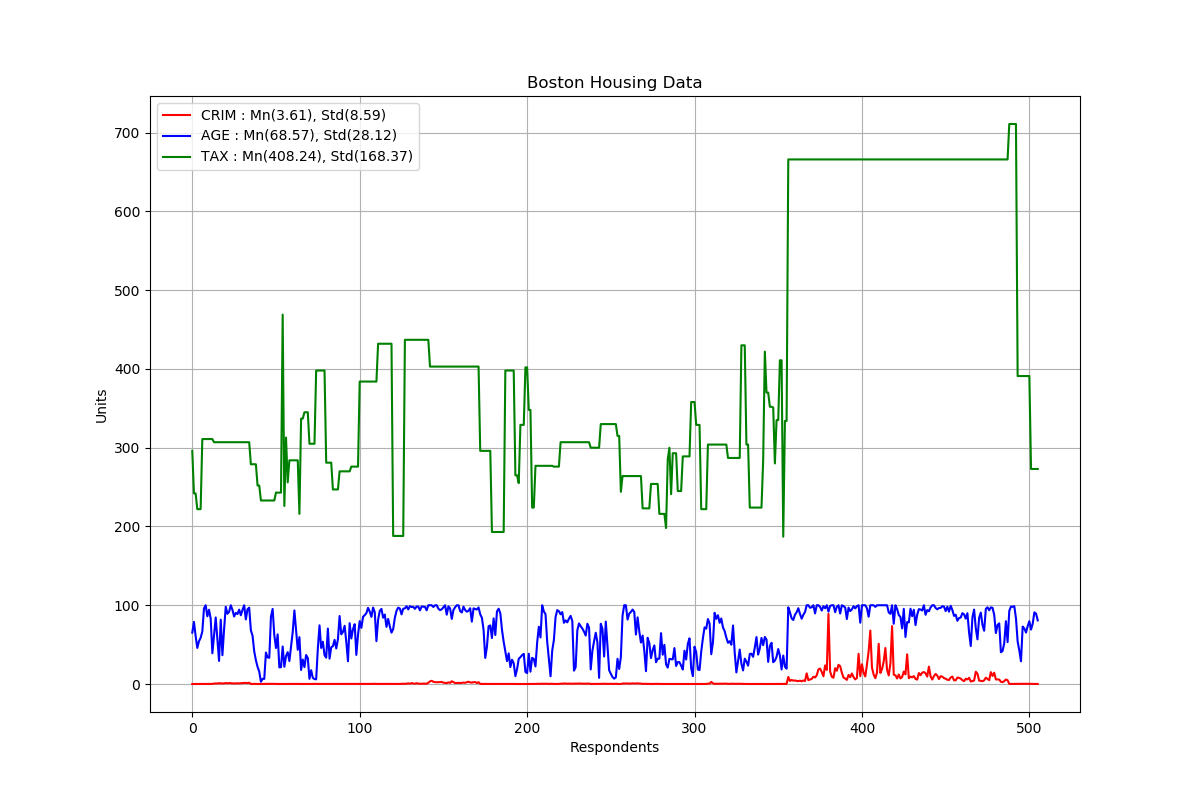 Boston Housing Data
CRIM : Mn(3.61), Std(8.59)
AGE : Mn(68.57), Std(28.12)
TAX : Mn(408.24), Std(168.37)
700
600
500
400
300
200
100
0
Units
0 100 200 300 400 500
Respondents